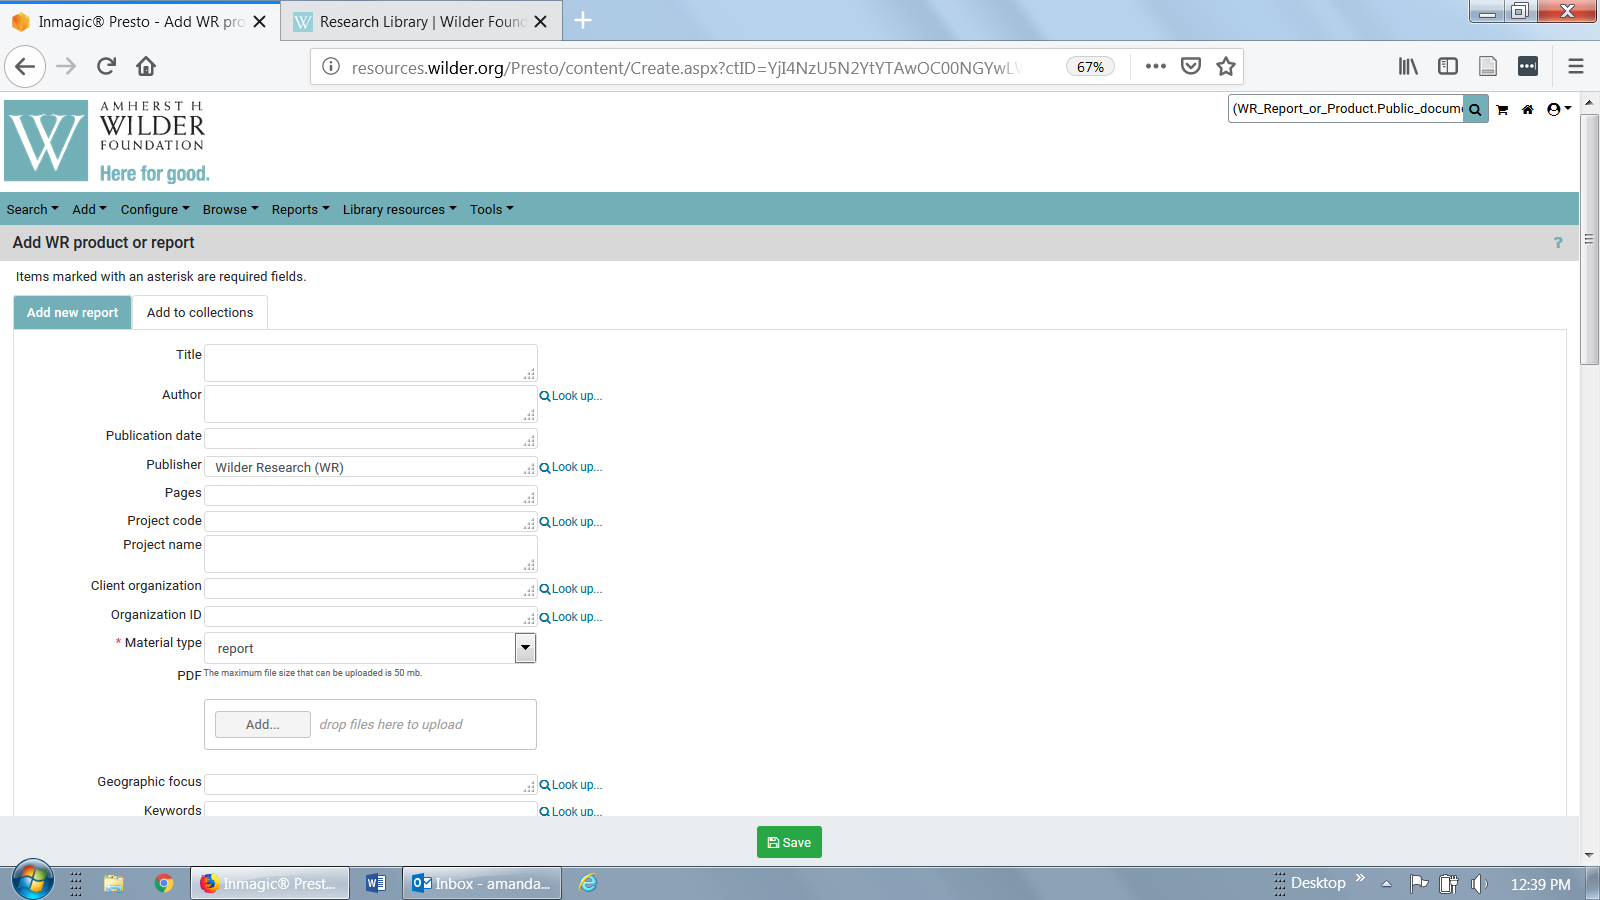 Inmagic® Presto - Add WR pro
Research Library | Wilder Found
resources.wilder.org/Presto/content/Create.aspx?ctID=YjI4NzU5N2YtYTAwOC00NGYwLV
67%
AMHERST H
WILDER
FOUNDATION
Here for good.
(WR_Report_or_Product.Public_docume
Search Add Configure Browse Reports Library resources Tools
Add WR product or report
?
Items marked with an asterisk are required fields.
Add new report
Add to collections
Title
Author
Look up...
Publication date
Publisher
Wilder Research (WR)
Look up...
Pages
Project code
Look up...
Project name
Client organization
Look up...
Organization ID
Look up...
* Material type
report
PDF
The maximum file size that can be uploaded is 50 mb.
Add...
drop files here to upload
Geographic focus
Look up...
Keywords
Look up...
Save
Inmagic® Prest...
Inbox - amanda...
Desktop
12:39 PM